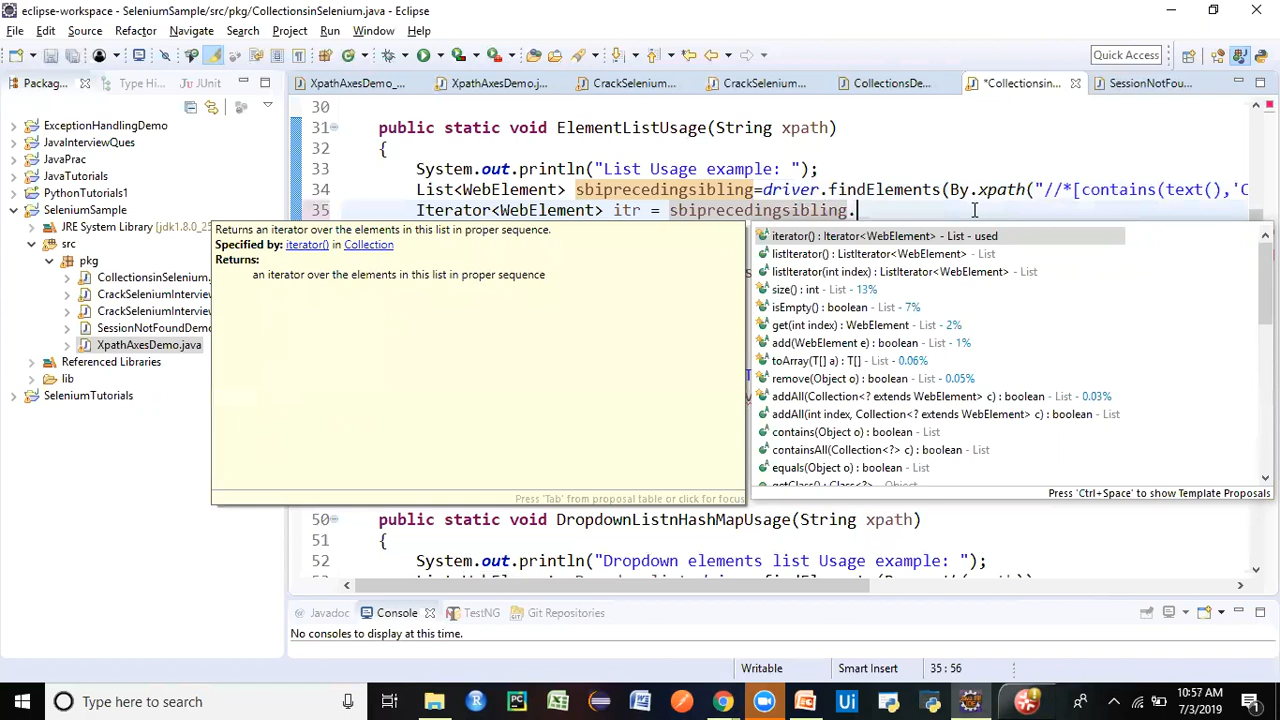 eclipse-workspace - SeleniumSample/src/pkg/CollectionsinSelenium.java - Eclipse
File Edit Source Refactor Navigate Search Project Run Window Help
Quick Access
Packag... Type Hi... JUnit
XpathAxesDemo_... XpathAxesDemo.j... CrackSelenium... CrackSelenium... CollectionsDe... *Collectionsin... SessionNotFou...
ExceptionHandlingDemo
JavaInterviewQues
JavaPrac
JavaTutorials
PythonTutorials1
SeleniumSample
JRE System Library [jdk1.8.0_25
src
pkg
CollectionsinSelenium.
CrackSeleniumIntervie
CrackSeleniumIntervie
SessionNotFoundDemo
XpathAxesDemo.java
Referenced Libraries
lib
SeleniumTutorials
30
31 public static void ElementListUsage(String xpath)
32 {
33 System.out.println("List Usage example: ");
34 List<WebElement> sbiprecedingsibling=driver.findElements(By.xpath("//*[contains(text(),'C
35 Iterator<WebElement> itr = sbiprecedingsibling.
Returns an iterator over the elements in this list in proper sequence.
Specified by: iterator() in Collection
Returns:
an iterator over the elements in this list in proper sequence
Press 'Tab' from proposal table or click for focus
iterator() : Iterator<WebElement> - List - used
listIterator() : ListIterator<WebElement> - List
listIterator(int index) : ListIterator<WebElement> - List
size() : int - List - 13%
isEmpty() : boolean - List - 7%
get(int index) : WebElement - List - 2%
add(WebElement e) : boolean - List - 1%
toArray(T[] a) : T[] - List - 0.06%
remove(Object o) : boolean - List - 0.05%
addAll(Collection<? extends WebElement> c) : boolean - List - 0.03%
addAll(int index, Collection<? extends WebElement> c) : boolean - List
contains(Object o) : boolean - List
containsAll(Collection<?> c) : boolean - List
equals(Object o) : boolean - List
getClass() : Class<?> - Object
Press 'Ctrl+Space' to show Template Proposals
50 public static void DropdownListnHashMapUsage(String xpath)
51 {
52 System.out.println("Dropdown elements list Usage example: ");
Javadoc Console TestNG Git Repositories
No consoles to display at this time.
Writable Smart Insert 35 : 56
Type here to search
10:57 AM
7/3/2019